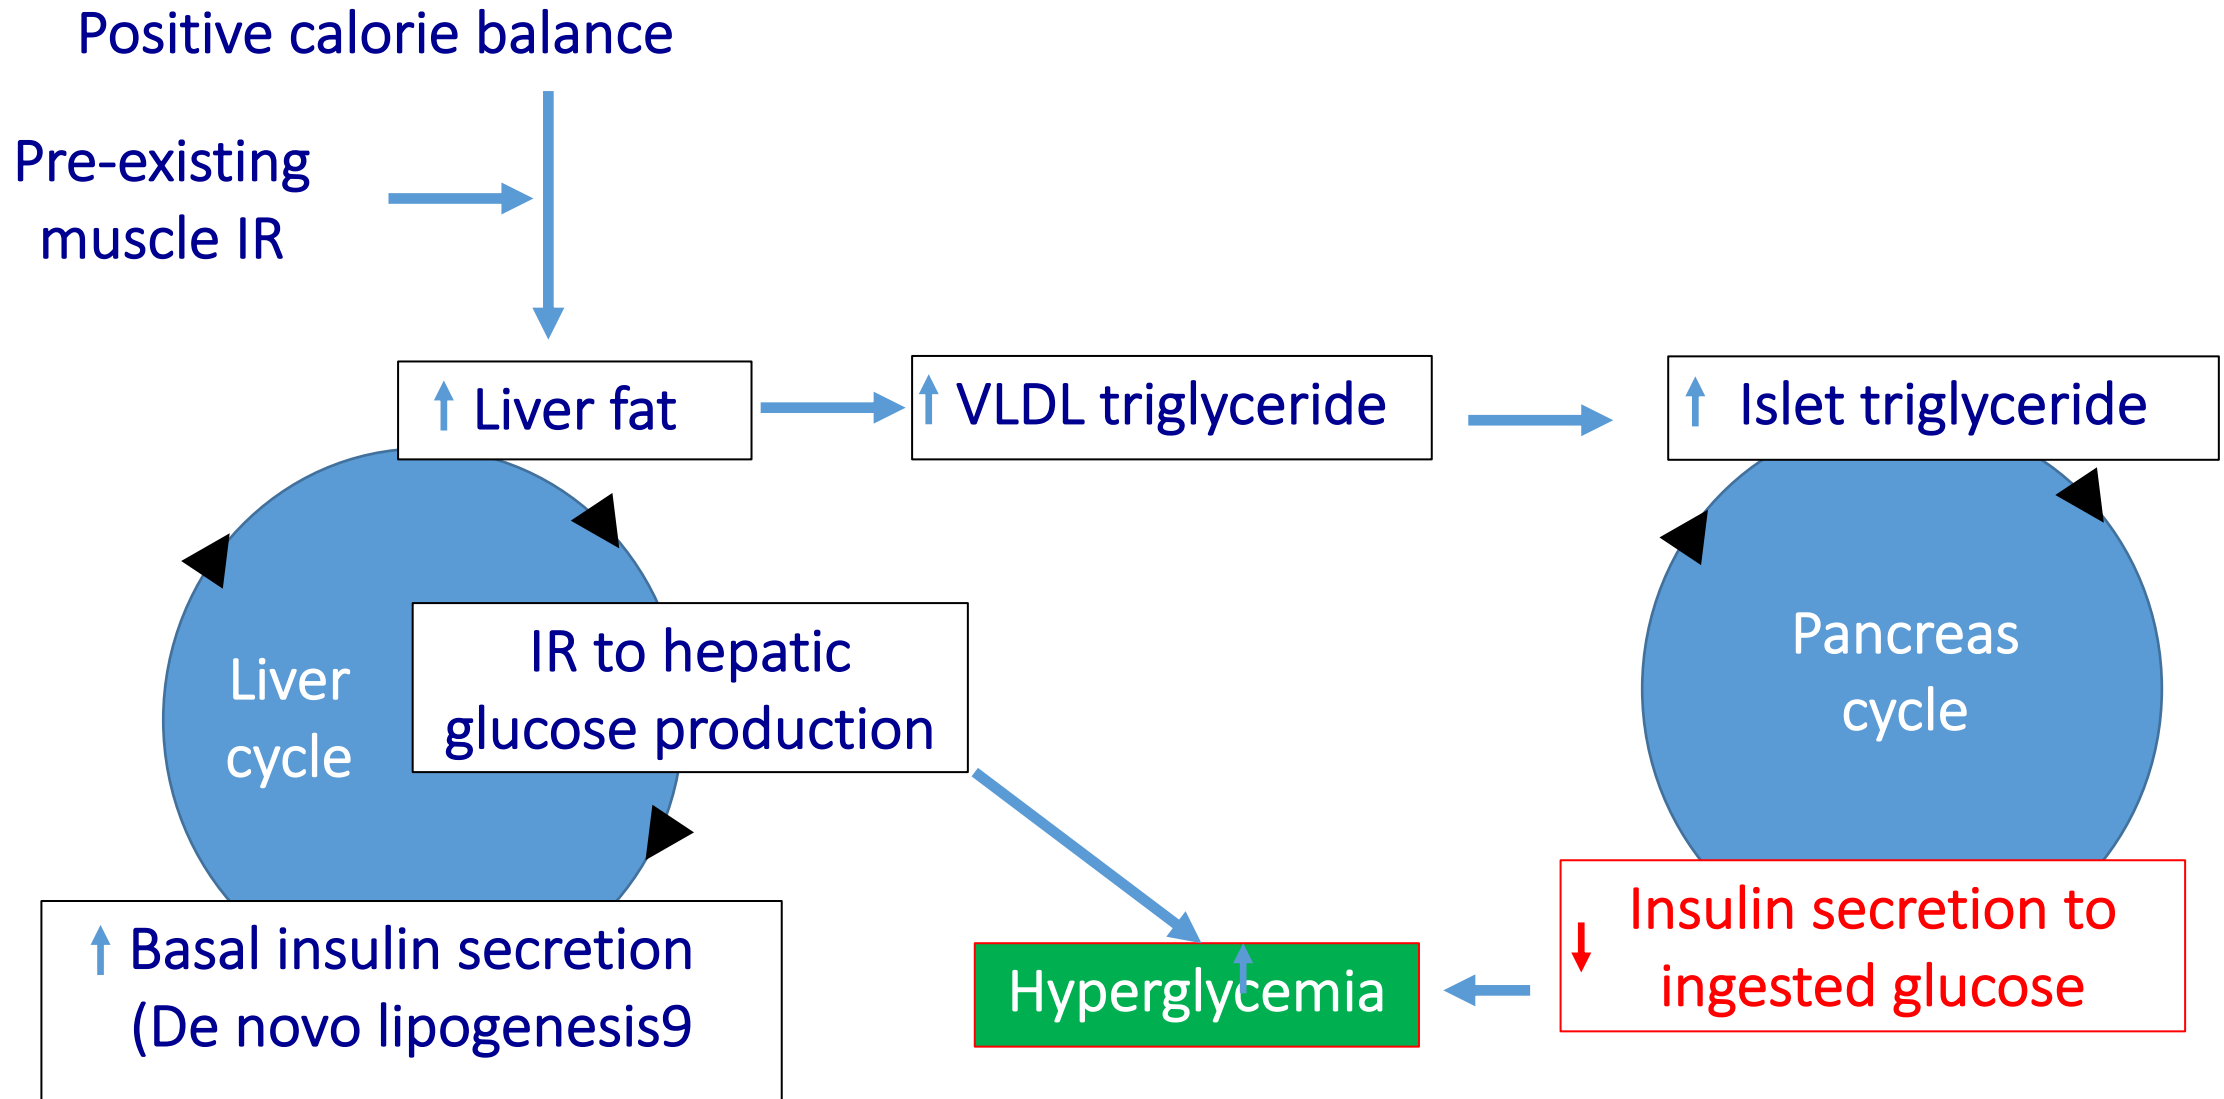 Positive calorie balance
Pre-existing
muscle IR
Liver fat
VLDL triglyceride
Islet triglyceride
IR to hepatic
glucose production
Liver
cycle
Pancreas
cycle
Basal insulin secretion
(De novo lipogenesis9
Hyperglycemia
Insulin secretion to
ingested glucose